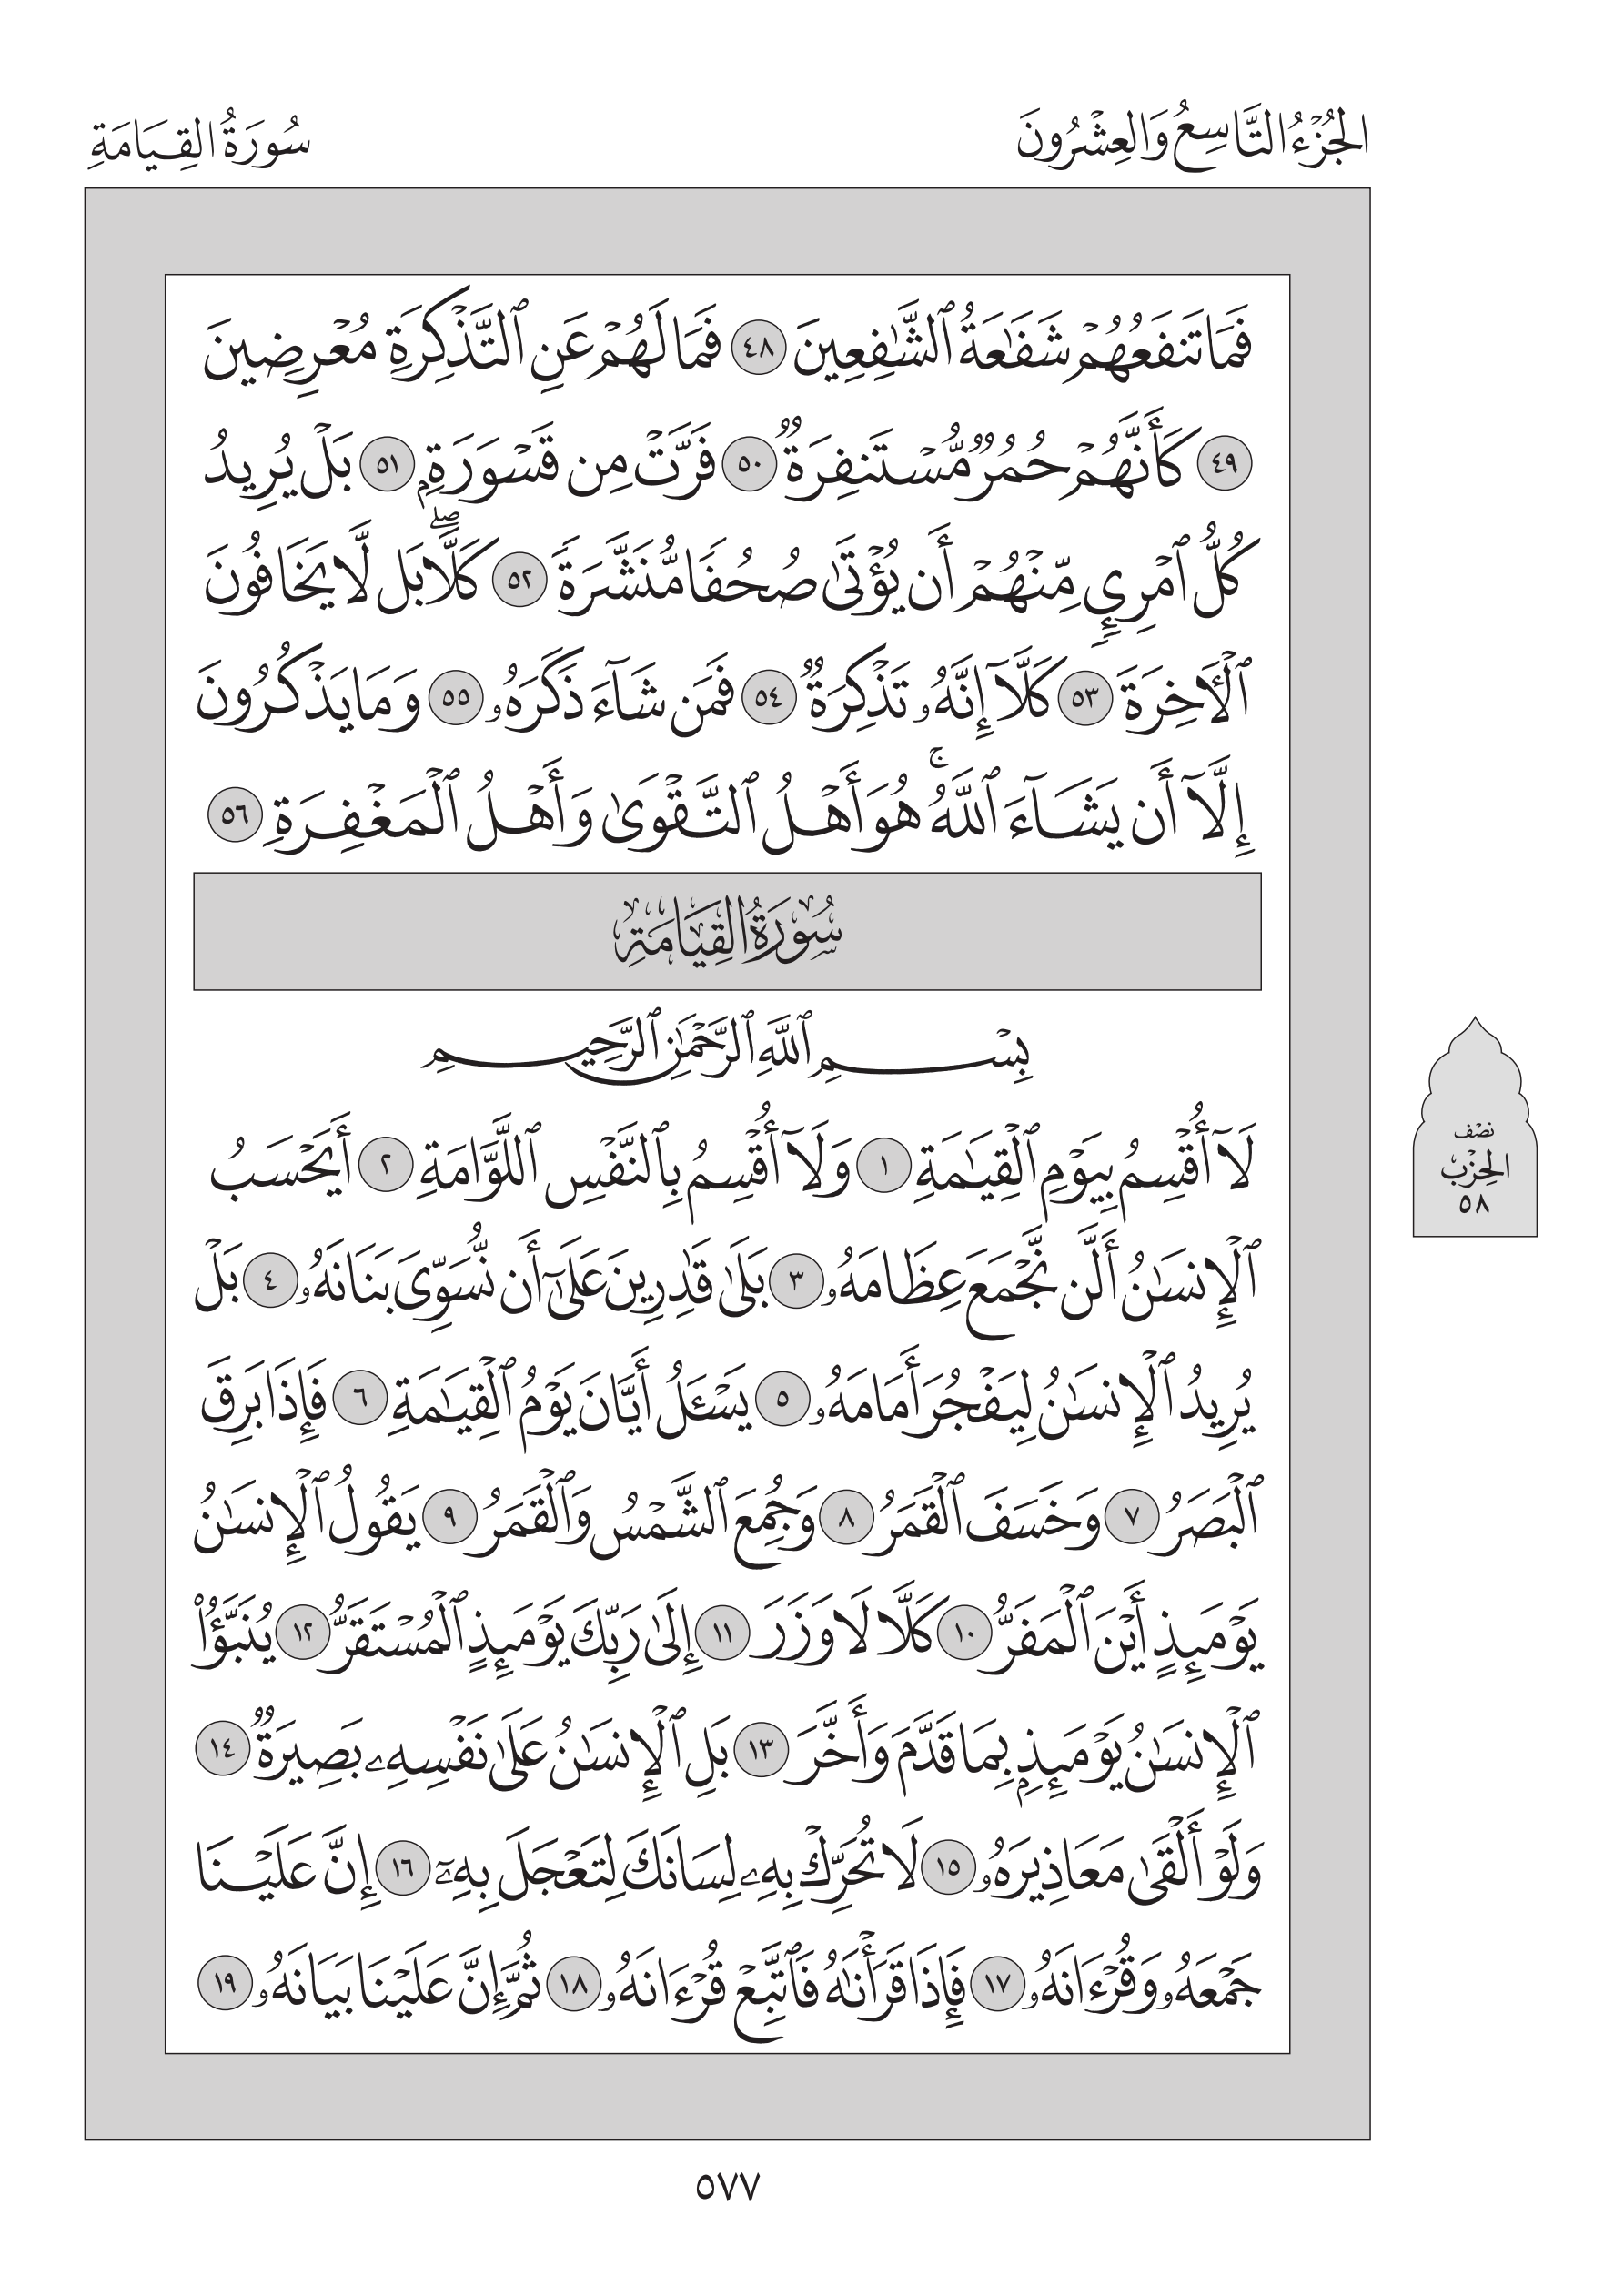 الجُزْءُ التَّاسِعُ وَالعِشْرُونَ
سُورَةُ القِيَامَةِ
فَمَا تَنفَعُهُمْ شَفَٰعَةُ ٱلشَّٰفِعِينَ ٤٨ فَمَا لَهُمْ عَنِ ٱلتَّذْكِرَةِ مُعْرِضِينَ
٤٩ كَأَنَّهُمْ حُمُرٌ مُّسْتَنفِرَةٌ ٥٠ فَرَّتْ مِن قَسْوَرَةِۭ ٥١ بَلْ يُرِيدُ
كُلُّ ٱمْرِئٍ مِّنْهُمْ أَن يُؤْتَىٰ صُحُفًا مُّنَشَّرَةً ٥٢ كَلَّاۖ بَل لَّا يَخَافُونَ
ٱلْأٓخِرَةَ ٥٣ كَلَّآ إِنَّهُۥ تَذْكِرَةٌ ٥٤ فَمَن شَآءَ ذَكَرَهُۥ ٥٥ وَمَا يَذْكُرُونَ
إِلَّآ أَن يَشَآءَ ٱللَّهُۚ هُوَ أَهْلُ ٱلتَّقْوَىٰ وَأَهْلُ ٱلْمَغْفِرَةِ ٥٦
سُورَةُ القِيَامَةِ
بِسْمِ ٱللَّهِ ٱلرَّحْمَٰنِ ٱلرَّحِيمِ
لَآ أُقْسِمُ بِيَوْمِ ٱلْقِيَٰمَةِ ١ وَلَآ أُقْسِمُ بِٱلنَّفْسِ ٱللَّوَّامَةِ ٢ أَيَحْسَبُ
ٱلْإِنسَٰنُ أَلَّن نَّجْمَعَ عِظَامَهُۥ ٣ بَلَىٰ قَٰدِرِينَ عَلَىٰٓ أَن نُّسَوِّىَ بَنَانَهُۥ ٤ بَلْ
يُرِيدُ ٱلْإِنسَٰنُ لِيَفْجُرَ أَمَامَهُۥ ٥ يَسْـَٔلُ أَيَّانَ يَوْمُ ٱلْقِيَٰمَةِ ٦ فَإِذَا بَرِقَ
ٱلْبَصَرُ ٧ وَخَسَفَ ٱلْقَمَرُ ٨ وَجُمِعَ ٱلشَّمْسُ وَٱلْقَمَرُ ٩ يَقُولُ ٱلْإِنسَٰنُ
يَوْمَئِذٍ أَيْنَ ٱلْمَفَرُّ ١٠ كَلَّا لَا وَزَرَ ١١ إِلَىٰ رَبِّكَ يَوْمَئِذٍ ٱلْمُسْتَقَرُّ ١٢ يُنَبَّؤُا۟
ٱلْإِنسَٰنُ يَوْمَئِذِۭ بِمَا قَدَّمَ وَأَخَّرَ ١٣ بَلِ ٱلْإِنسَٰنُ عَلَىٰ نَفْسِهِۦ بَصِيرَةٌ ١٤
وَلَوْ أَلْقَىٰ مَعَاذِيرَهُۥ ١٥ لَا تُحَرِّكْ بِهِۦ لِسَانَكَ لِتَعْجَلَ بِهِۦٓ ١٦ إِنَّ عَلَيْنَا
جَمْعَهُۥ وَقُرْءَانَهُۥ ١٧ فَإِذَا قَرَأْنَٰهُ فَٱتَّبِعْ قُرْءَانَهُۥ ١٨ ثُمَّ إِنَّ عَلَيْنَا بَيَانَهُۥ ١٩
نصْف
الحِزْب
٥٨
٥٧٧